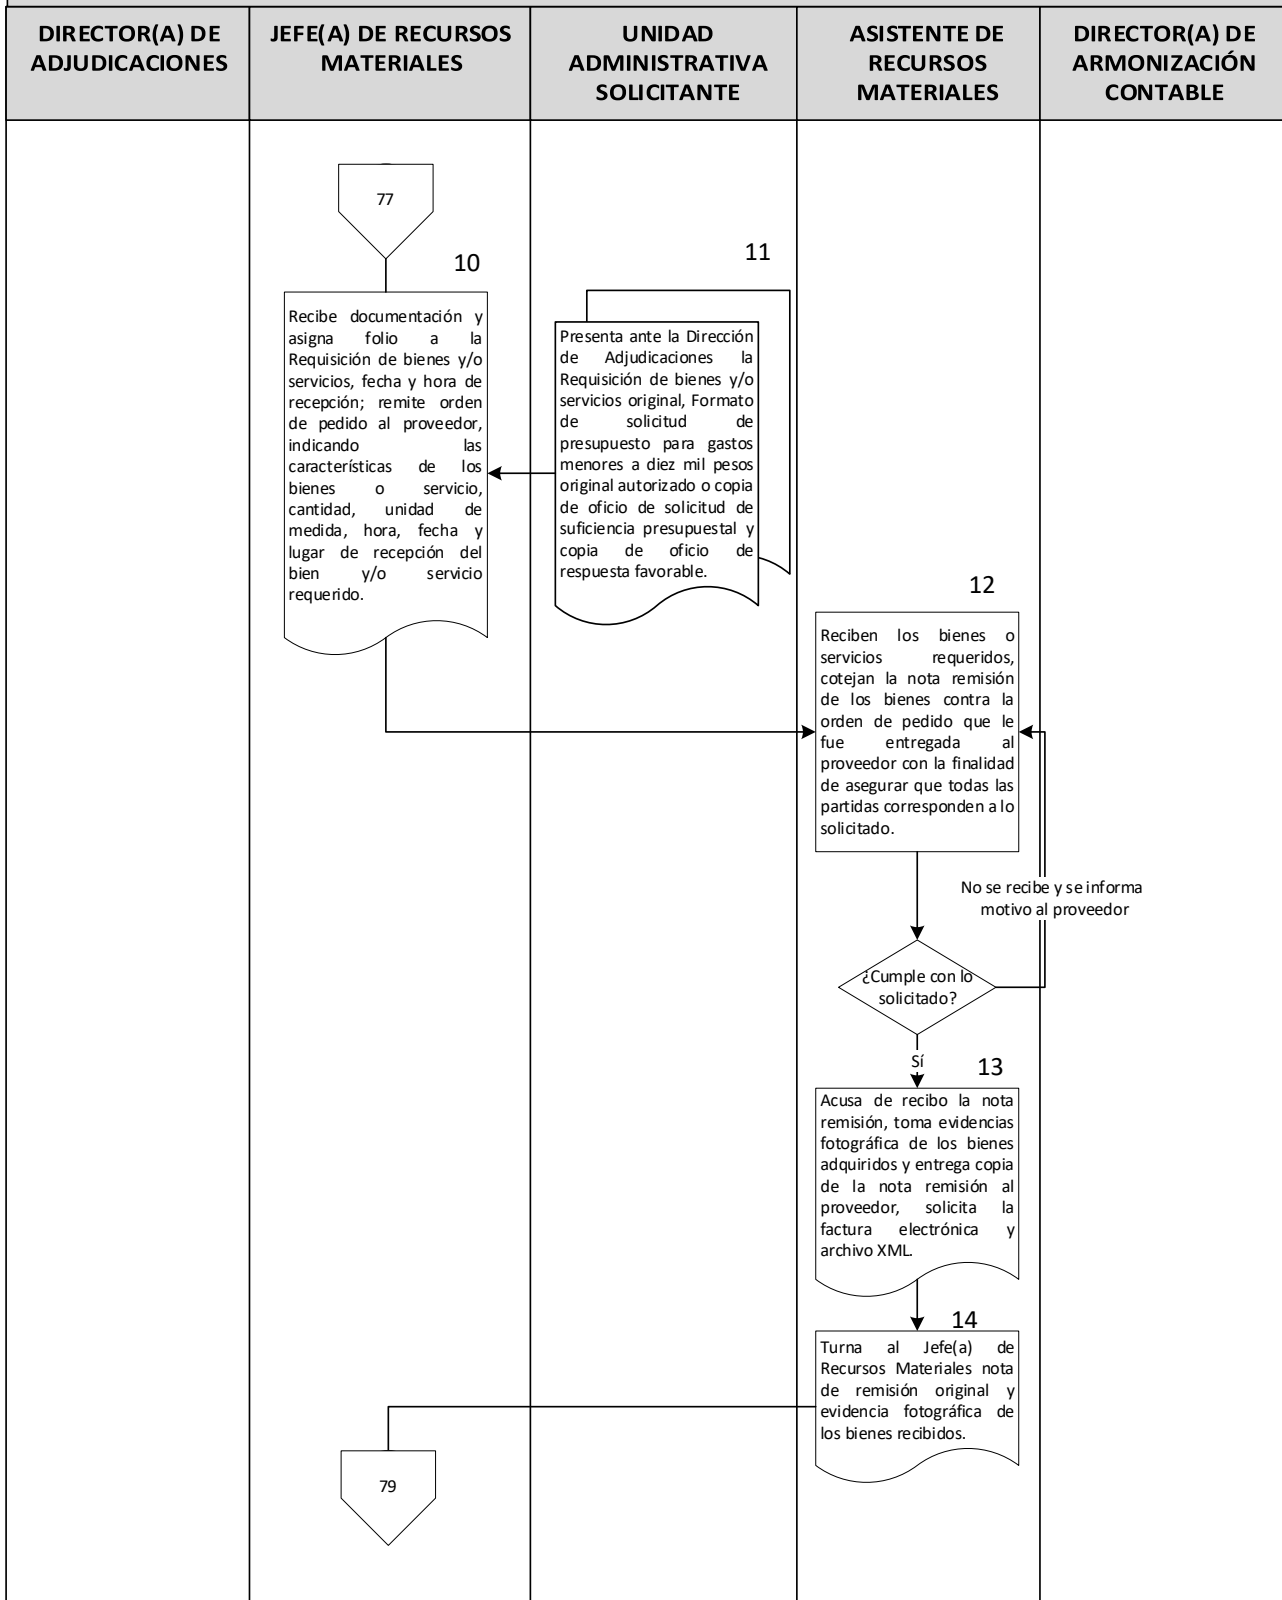 DIRECTOR(A) DE
ADJUDICACIONES
JEFE(A) DE RECURSOS
MATERIALES
UNIDAD
ADMINISTRATIVA
SOLICITANTE
ASISTENTE DE
RECURSOS
MATERIALES
DIRECTOR(A) DE
ARMONIZACIÓN
CONTABLE
77
10
Recibe documentación y
asigna folio a la
Requisición de bienes y/o
servicios, fecha y hora de
recepción; remite orden
de pedido al proveedor,
indicando las
características de los
bienes o servicio,
cantidad, unidad de
medida, hora, fecha y
lugar de recepción del
bien y/o servicio
requerido.
11
Presenta ante la Dirección
de Adjudicaciones la
Requisición de bienes y/o
servicios original, Formato
de solicitud de
presupuesto para gastos
menores a diez mil pesos
original autorizado o copia
de oficio de solicitud de
suficiencia presupuestal y
copia de oficio de
respuesta favorable.
12
Reciben los bienes o
servicios requeridos,
cotejan la nota remisión
de los bienes contra la
orden de pedido que le
fue entregada al
proveedor con la finalidad
de asegurar que todas las
partidas corresponden a lo
solicitado.
No se recibe y se informa
motivo al proveedor
¿Cumple con lo
solicitado?
Sí
13
Acusa de recibo la nota
remisión, toma evidencias
fotográfica de los bienes
adquiridos y entrega copia
de la nota remisión al
proveedor, solicita la
factura electrónica y
archivo XML.
14
Turna al Jefe(a) de
Recursos Materiales nota
de remisión original y
evidencia fotográfica de
los bienes recibidos.
79